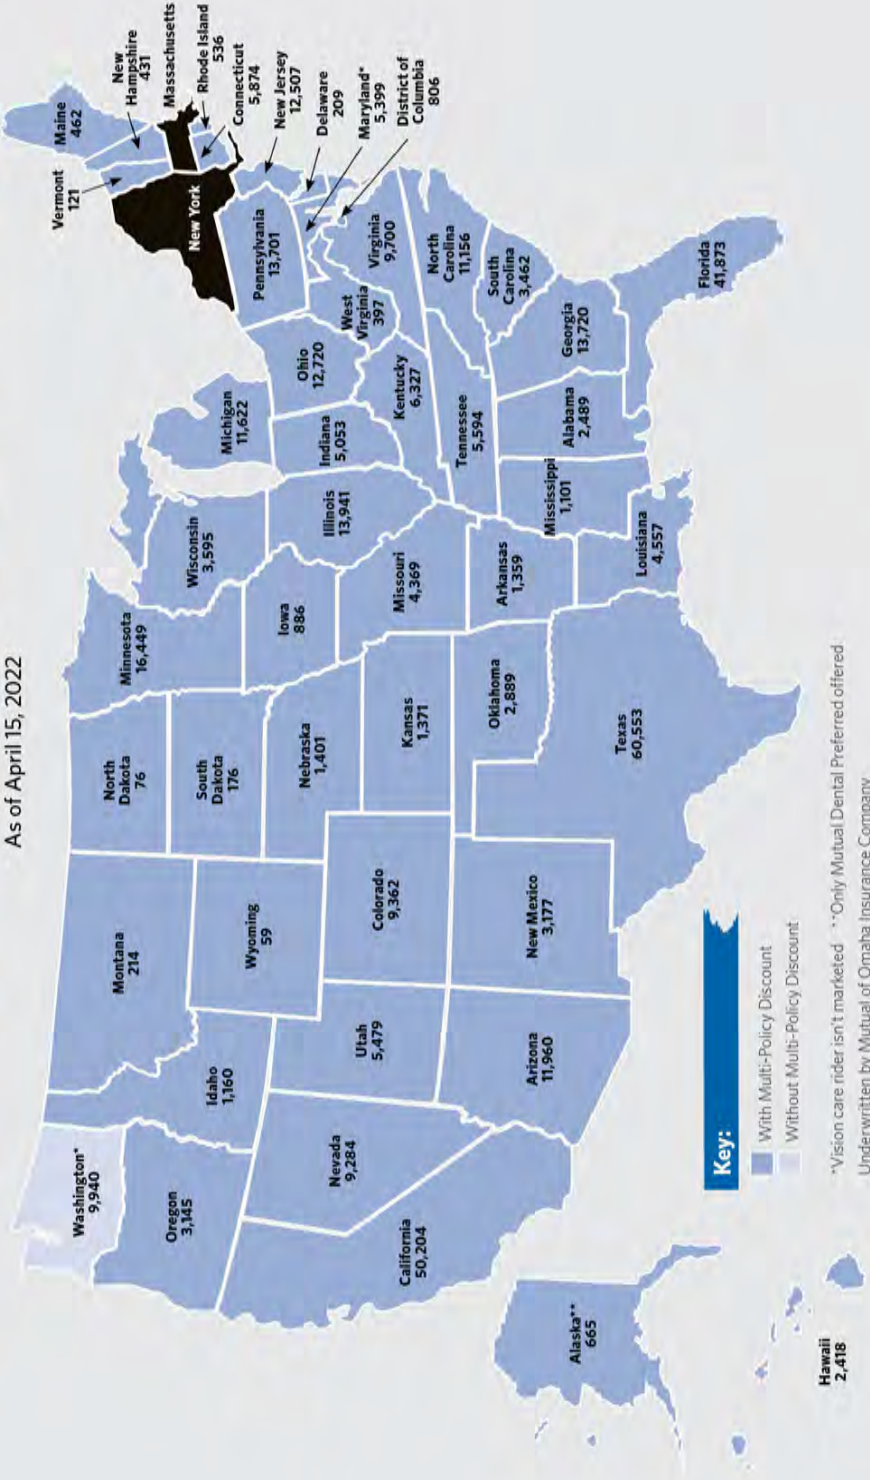 As of April 15, 2022
Washington*
9,940
Oregon
3,145
California
50,204
Nevada
9,284
Idaho
1,160
Montana
214
Wyoming
59
Utah
5,479
Arizona
11,960
Colorado
9,362
New Mexico
3,177
North
Dakota
76
South
Dakota
176
Nebraska
1,401
Kansas
1,371
Oklahoma
2,889
Texas
60,553
Minnesota
16,449
Iowa
886
Missouri
4,369
Arkansas
1,359
Louisiana
4,557
Wisconsin
3,595
Illinois
13,941
Michigan
11,622
Indiana
5,053
Ohio
12,720
Kentucky
6,327
Tennessee
5,594
Mississippi
1,101
Alabama
2,489
Georgia
13,720
Florida
41,873
South
Carolina
3,462
North
Carolina
11,156
Virginia
9,700
West
Virginia
397
Pennsylvania
13,701
New York
Vermont
121
Maine
462
New
Hampshire
431
Massachusetts
Rhode Island
536
Connecticut
5,874
New Jersey
12,507
Delaware
209
Maryland*
5,399
District of
Columbia
806
Alaska**
665
Hawaii
2,418
Key:
With Multi-Policy Discount
Without Multi-Policy Discount
*Vision care rider isn't marketed **Only Mutual Dental Preferred offered
Underwritten by Mutual of Omaha Insurance Company